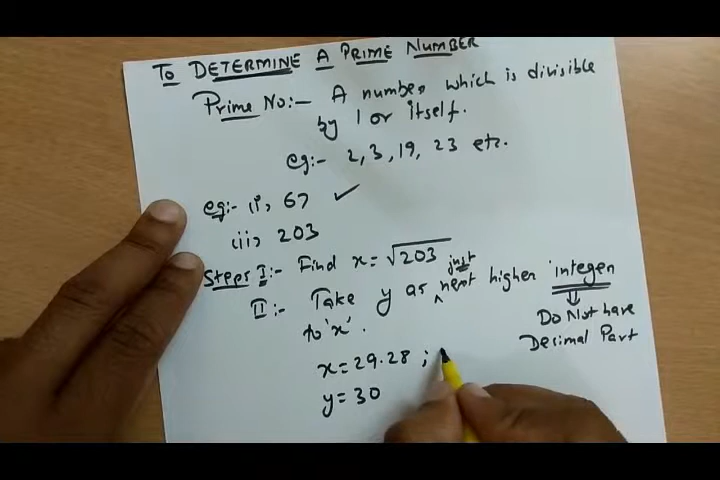 TO DETERMINE A PRIME NUMBER
Prime No:- A number, which is divisible
by 1 or itself.
eg:- 2, 3, 19, 23 etc.
eg:- (i), 67 ✓
(ii), 203
Steps I:- Find x = √203
II:- Take y as just next higher integer
to 'x'.
Do Not have
Decimal Part
x = 29.28 ;
y = 30